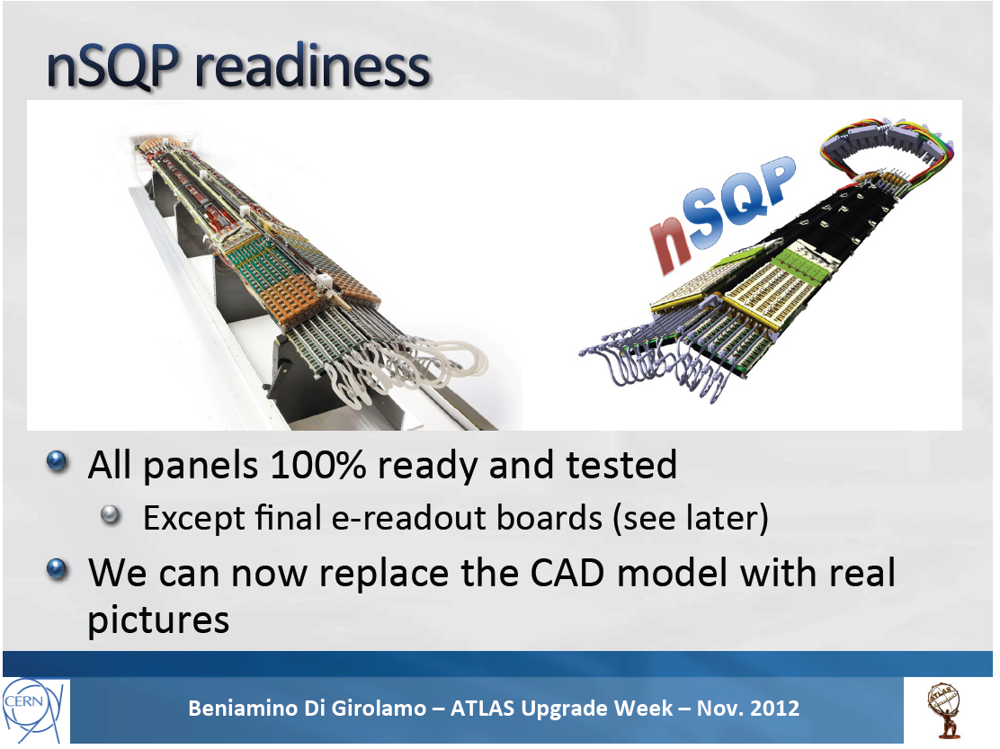 nSQP readiness
nSQP
All panels 100% ready and tested
Except final e-readout boards (see later)
We can now replace the CAD model with real
pictures
CERN
Beniamino Di Girolamo – ATLAS Upgrade Week – Nov. 2012
ATLAS